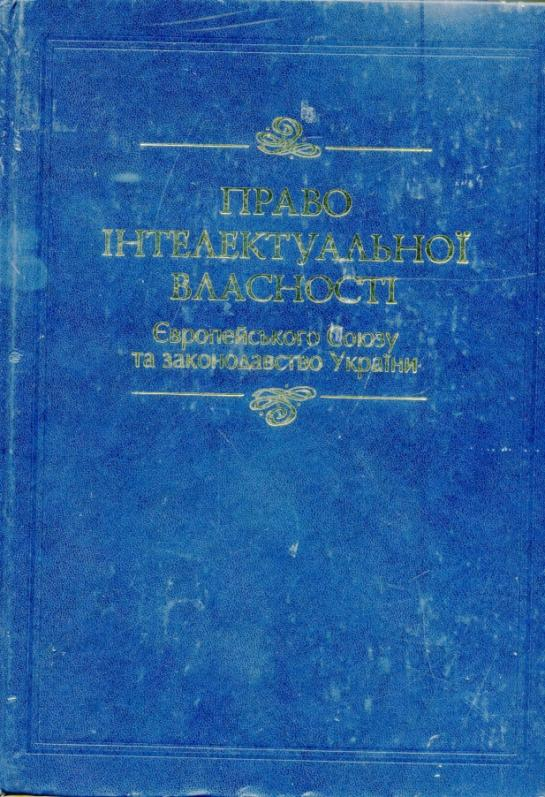 ПРАВО
ІНТЕЛЕКТУАЛЬНОЇ
ВЛАСНОСТІ
Європейського Союзу
та законодавство України